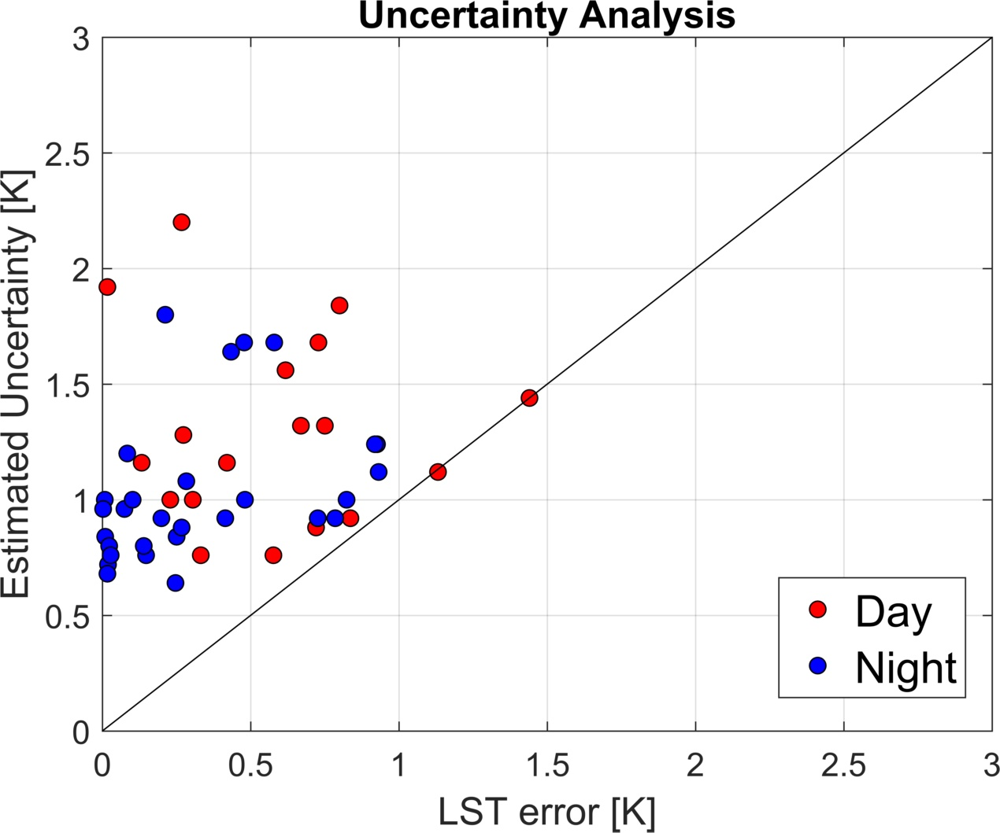 Uncertainty Analysis
3
2.5
2
1.5
1
0.5
0
Estimated Uncertainty [K]
Day
Night
0 0.5 1 1.5 2 2.5 3
LST error [K]